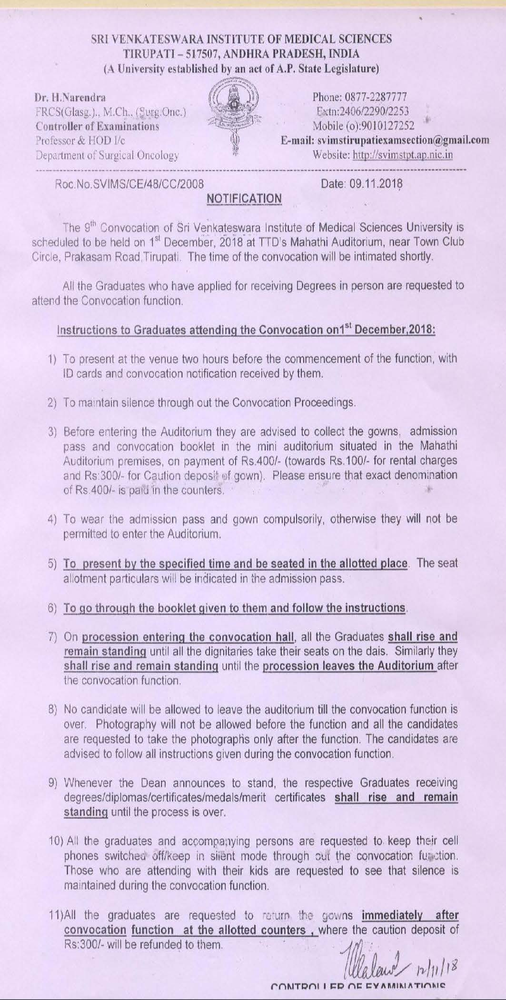 SRI VENKATESWARA INSTITUTE OF MEDICAL SCIENCES
TIRUPATI – 517507, ANDHRA PRADESH, INDIA
(A University established by an act of A.P. State Legislature)
Dr. H.Narendra
FRCS(Glasg.)., M.Ch., (Surg.Onc.)
Controller of Examinations
Professor & HOD I/c
Department of Surgical Oncology
Phone: 0877-2287777
Extn:2406/2290/2253
Mobile (o):9010127252
E-mail: svimstirupatiexamsection@gmail.com
Website: http://svimstpt.ap.nic.in
Roc.No.SVIMS/CE/48/CC/2008 Date: 09.11.2018
NOTIFICATION
The 9th Convocation of Sri Venkateswara Institute of Medical Sciences University is
scheduled to be held on 1st December, 2018 at TTD's Mahathi Auditorium, near Town Club
Circle, Prakasam Road,Tirupati. The time of the convocation will be intimated shortly.
All the Graduates who have applied for receiving Degrees in person are requested to
attend the Convocation function.
Instructions to Graduates attending the Convocation on1st December,2018:
1) To present at the venue two hours before the commencement of the function, with
ID cards and convocation notification received by them.
2) To maintain silence through out the Convocation Proceedings.
3) Before entering the Auditorium they are advised to collect the gowns, admission
pass and convocation booklet in the mini auditorium situated in the Mahathi
Auditorium premises, on payment of Rs.400/- (towards Rs.100/- for rental charges
and Rs:300/- for Caution deposit of gown). Please ensure that exact denomination
of Rs.400/- is paid in the counters.
4) To wear the admission pass and gown compulsorily, otherwise they will not be
permitted to enter the Auditorium.
5) To present by the specified time and be seated in the allotted place. The seat
allotment particulars will be indicated in the admission pass.
6) To go through the booklet given to them and follow the instructions.
7) On procession entering the convocation hall, all the Graduates shall rise and
remain standing until all the dignitaries take their seats on the dais. Similarly they
shall rise and remain standing until the procession leaves the Auditorium after
the convocation function.
8) No candidate will be allowed to leave the auditorium till the convocation function is
over. Photography will not be allowed before the function and all the candidates
are requested to take the photographs only after the function. The candidates are
advised to follow all instructions given during the convocation function.
9) Whenever the Dean announces to stand, the respective Graduates receiving
degrees/diplomas/certificates/medals/merit certificates shall rise and remain
standing until the process is over.
10) All the graduates and accompanying persons are requested to keep their cell
phones switched off/keep in silent mode through out the convocation function.
Those who are attending with their kids are requested to see that silence is
maintained during the convocation function.
11)All the graduates are requested to return the gowns immediately after
convocation function at the allotted counters , where the caution deposit of
Rs:300/- will be refunded to them.
12/11/18
CONTROLLER OF EXAMINATIONS